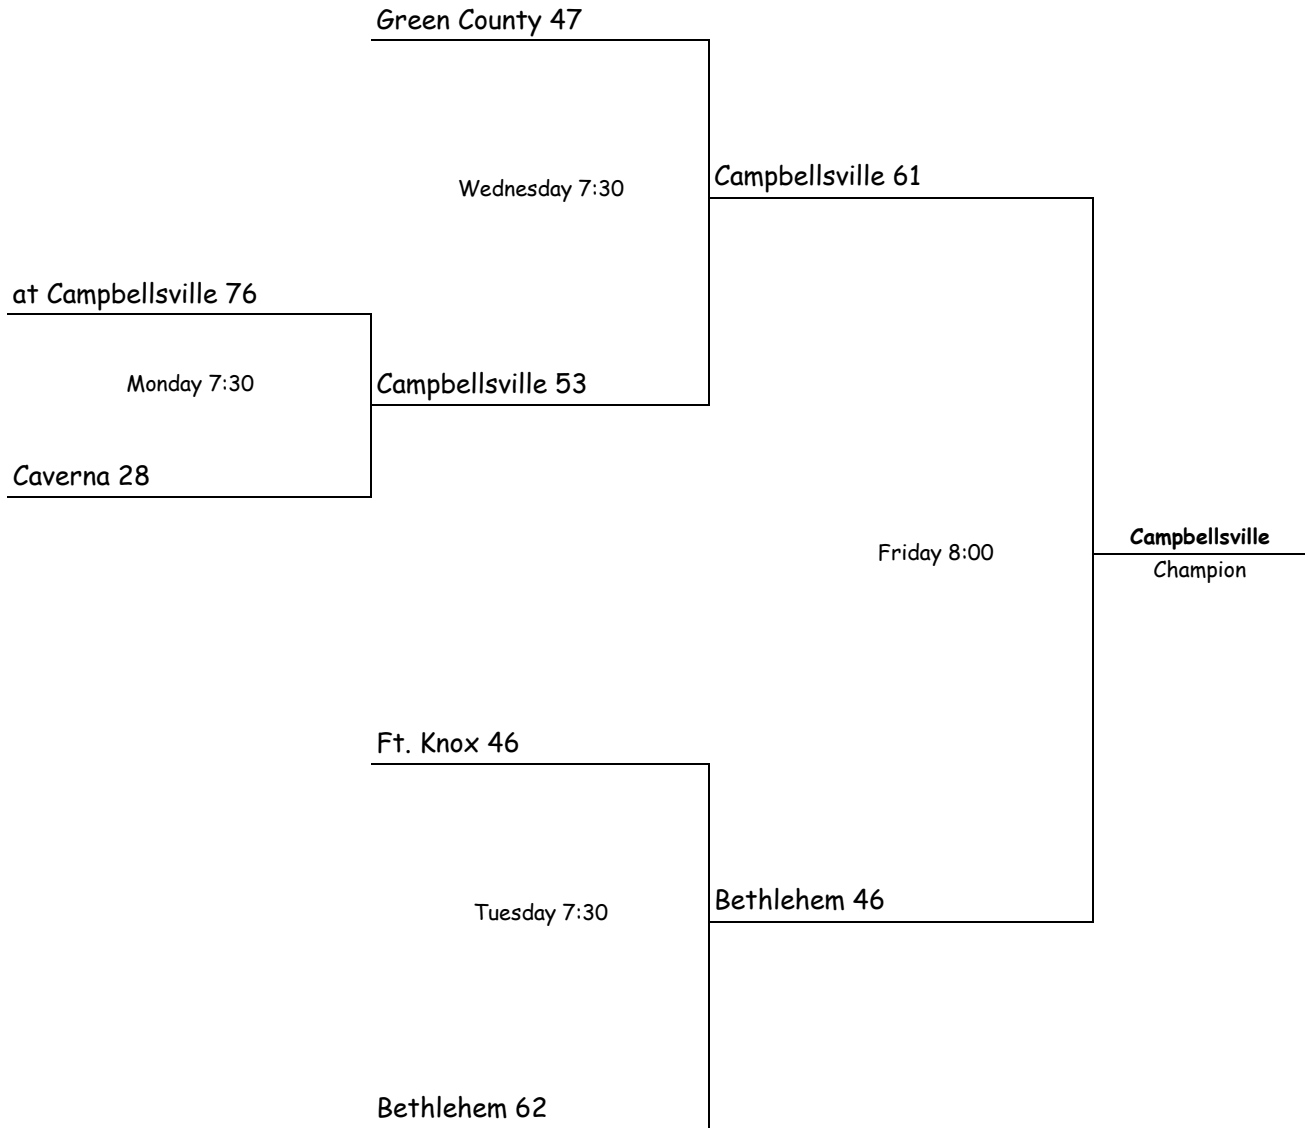 Green County 47
Wednesday 7:30
Campbellsville 61
at Campbellsville 76
Monday 7:30
Campbellsville 53
Caverna 28
Friday 8:00
Campbellsville
Champion
Ft. Knox 46
Tuesday 7:30
Bethlehem 46
Bethlehem 62